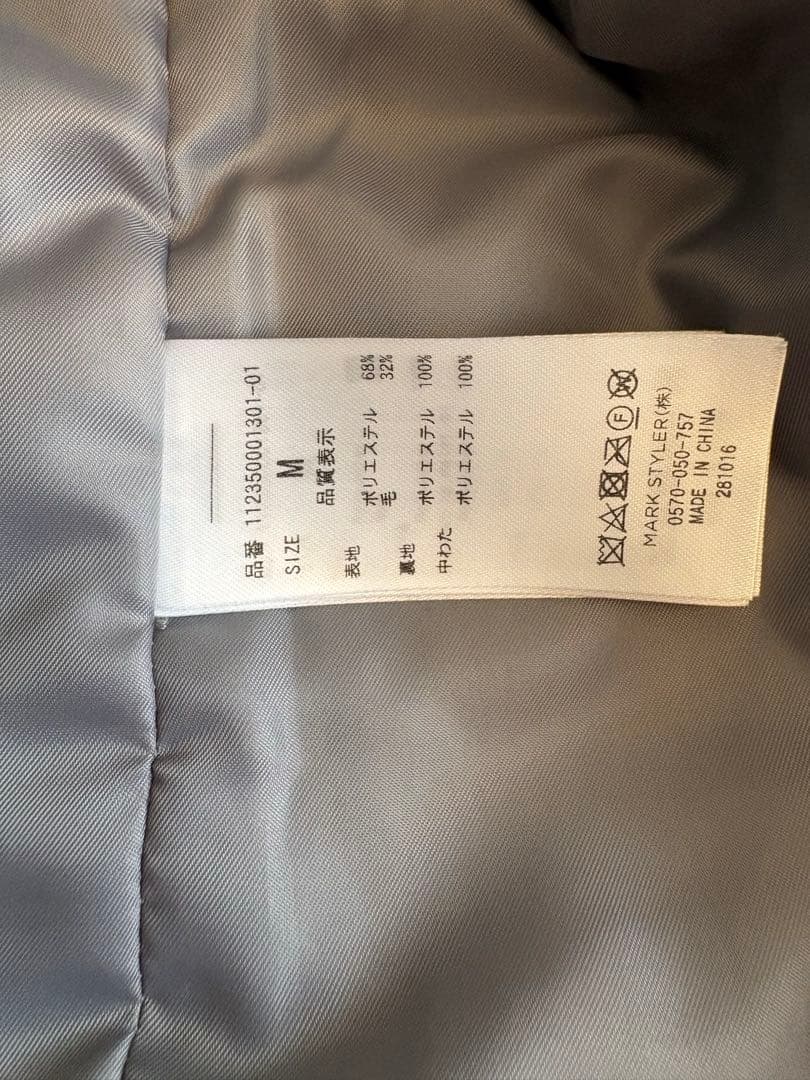 品番 112350001301-01
SIZE M
品質表示
表地 ポリエステル 68%
毛 32%
裏地 ポリエステル 100%
中わた ポリエステル 100%
MARK STYLER(株)
0570-050-757
MADE IN CHINA
281016